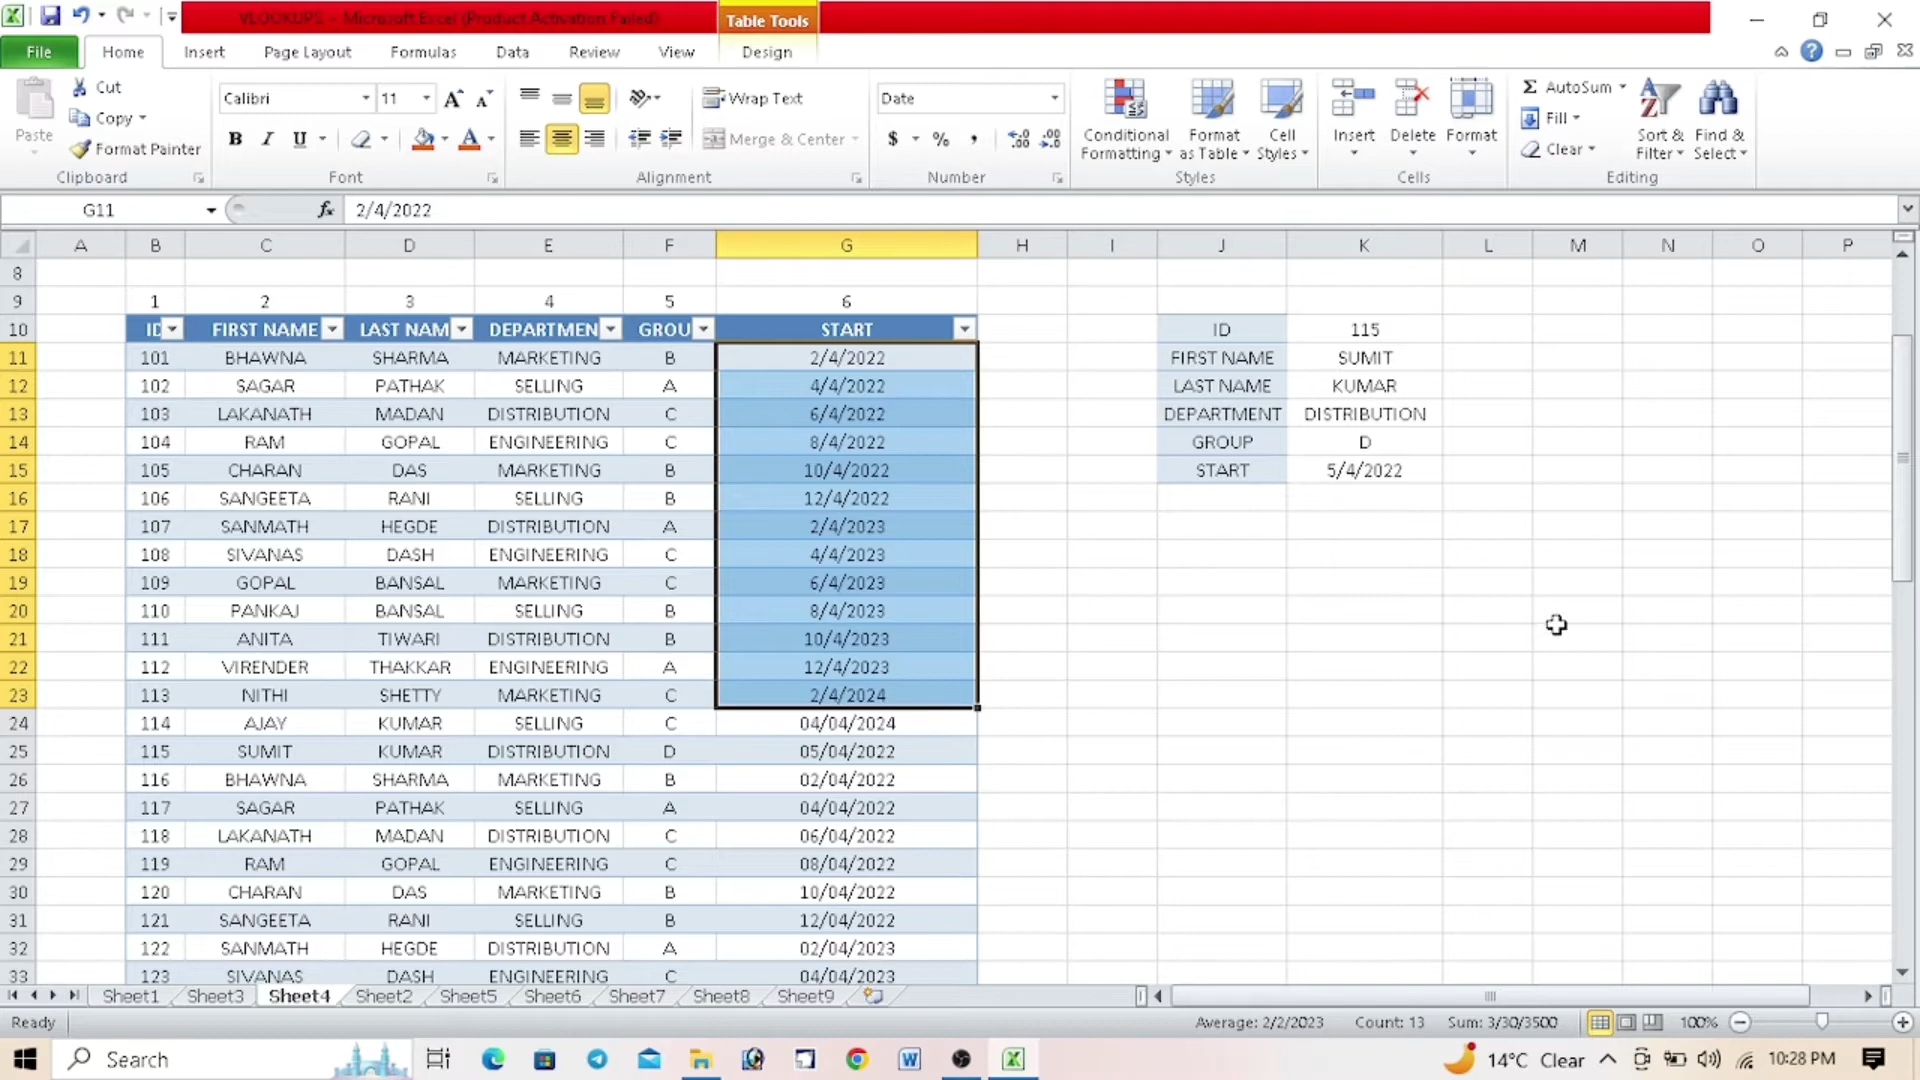 VLOOKUPS - Microsoft Excel (Product Activation Failed)
Table Tools
File Home Insert Page Layout Formulas Data Review View Design
Paste
Cut
Copy
Format Painter
Clipboard
Calibri 11
B I U
Font
Wrap Text
Merge & Center
Alignment
Date
$ % ,
Number
Conditional Formatting
Format as Table
Cell Styles
Styles
Insert Delete Format
Cells
Σ AutoSum
Fill
Clear
Sort & Filter
Find & Select
Editing
G11 fx 2/4/2022
A B C D E F G H I J K L M N O P
8
9 1 2 3 4 5 6
10 ID FIRST NAME LAST NAM DEPARTMEN GROU START ID 115
11 101 BHAWNA SHARMA MARKETING B 2/4/2022 FIRST NAME SUMIT
12 102 SAGAR PATHAK SELLING A 4/4/2022 LAST NAME KUMAR
13 103 LAKANATH MADAN DISTRIBUTION C 6/4/2022 DEPARTMENT DISTRIBUTION
14 104 RAM GOPAL ENGINEERING C 8/4/2022 GROUP D
15 105 CHARAN DAS MARKETING B 10/4/2022 START 5/4/2022
16 106 SANGEETA RANI SELLING B 12/4/2022
17 107 SANMATH HEGDE DISTRIBUTION A 2/4/2023
18 108 SIVANAS DASH ENGINEERING C 4/4/2023
19 109 GOPAL BANSAL MARKETING C 6/4/2023
20 110 PANKAJ BANSAL SELLING B 8/4/2023
21 111 ANITA TIWARI DISTRIBUTION B 10/4/2023
22 112 VIRENDER THAKKAR ENGINEERING A 12/4/2023
23 113 NITHI SHETTY MARKETING C 2/4/2024
24 114 AJAY KUMAR SELLING C 04/04/2024
25 115 SUMIT KUMAR DISTRIBUTION D 05/04/2022
26 116 BHAWNA SHARMA MARKETING B 02/04/2022
27 117 SAGAR PATHAK SELLING A 04/04/2022
28 118 LAKANATH MADAN DISTRIBUTION C 06/04/2022
29 119 RAM GOPAL ENGINEERING C 08/04/2022
30 120 CHARAN DAS MARKETING B 10/04/2022
31 121 SANGEETA RANI SELLING B 12/04/2022
32 122 SANMATH HEGDE DISTRIBUTION A 02/04/2023
33 123 SIVANAS DASH ENGINEERING C 04/04/2023
Sheet1 Sheet3 Sheet4 Sheet2 Sheet5 Sheet6 Sheet7 Sheet8 Sheet9
Ready Average: 2/2/2023 Count: 13 Sum: 3/30/3500 100%
Search 14°C Clear 10:28 PM